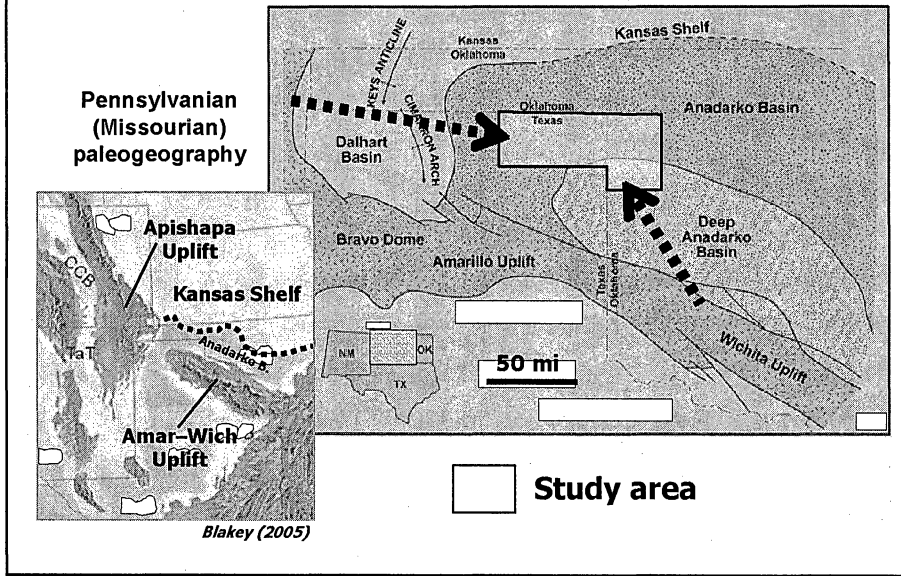 Pennsylvanian
(Missourian)
paleogeography
Kansas
Oklahoma
Kansas Shelf
KEYS ANTICLINE
CIMARRON ARCH
Oklahoma
Texas
Anadarko Basin
Dalhart
Basin
Bravo Dome
Amarillo Uplift
Deep
Anadarko
Basin
Texas
Oklahoma
Wichita Uplift
NM
OK
TX
50 mi
Apishapa
Uplift
CCB
Kansas Shelf
Anadarko B.
TaT
Amar–Wich
Uplift
Blakey (2005)
Study area